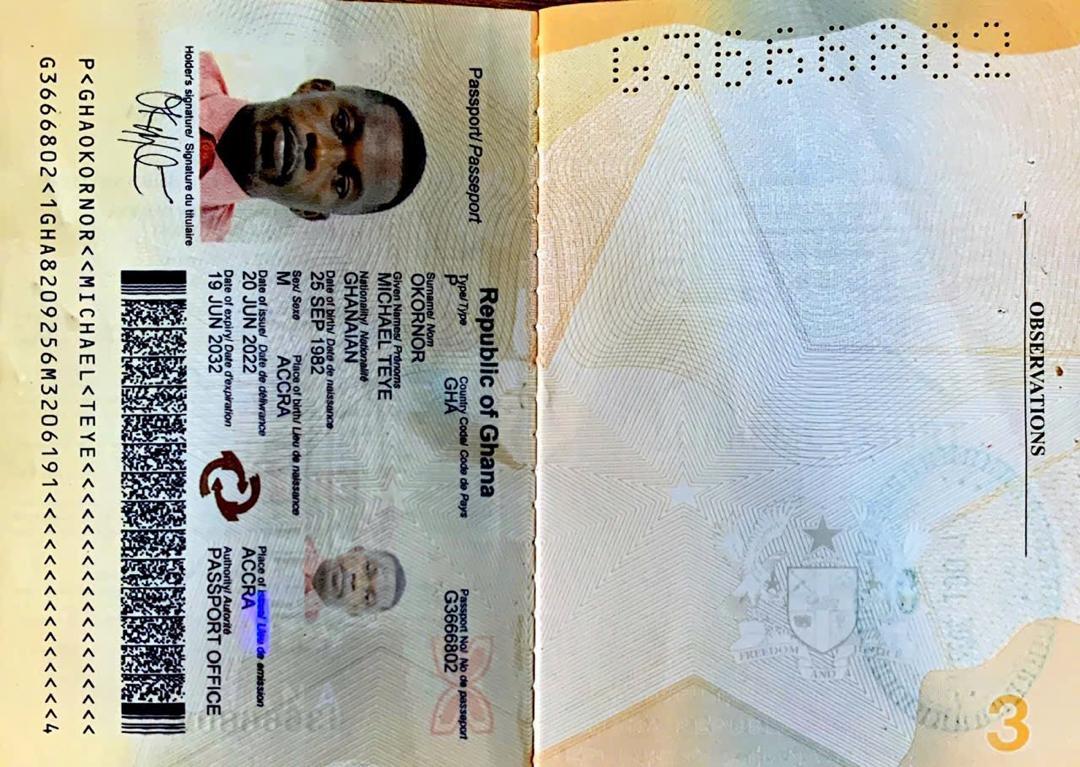 G3666802
OBSERVATIONS
FREEDOM AND
3
Republic of Ghana
Passport/ Passeport
Type/Type
P
Country Code/ Code de Pays
GHA
Passport No/ No de passeport
G3666802
Surname/ Nom
OKORNOR
Given Names/ Prénoms
MICHAEL TEYE
Nationality/ Nationalité
GHANAIAN
Date of birth/ Date de naissance
25 SEP 1982
Sex/ Sexe
M
Place of birth/ Lieu de naissance
ACCRA
Date of issue/ Date de délivrance
20 JUN 2022
Place of issue/ Lieu de émission
ACCRA
Date of expiry/ Date d'expiration
19 JUN 2032
Authority/ Autorité
PASSPORT OFFICE
Holder's signature/ Signature du titulaire
P<GHAOKORNOR<<MICHAEL<TEYE<<<<<<<<<<<<<<<<<<
G3666802<1GHA8209256M3206191<<<<<<<<<<<<<<<4